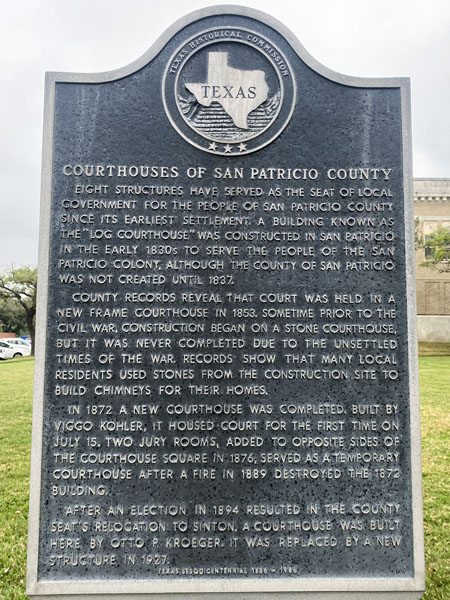 TEXAS HISTORICAL COMMISSION
TEXAS
COURTHOUSES OF SAN PATRICIO COUNTY
EIGHT STRUCTURES HAVE SERVED AS THE SEAT OF LOCAL
GOVERNMENT FOR THE PEOPLE OF SAN PATRICIO COUNTY
SINCE ITS EARLIEST SETTLEMENT. A BUILDING KNOWN AS
THE "LOG COURTHOUSE" WAS CONSTRUCTED IN SAN PATRICIO
IN THE EARLY 1830s TO SERVE THE PEOPLE OF THE SAN
PATRICIO COLONY, ALTHOUGH THE COUNTY OF SAN PATRICIO
WAS NOT CREATED UNTIL 1837.
COUNTY RECORDS REVEAL THAT COURT WAS HELD IN A
NEW FRAME COURTHOUSE IN 1853. SOMETIME PRIOR TO THE
CIVIL WAR, CONSTRUCTION BEGAN ON A STONE COURTHOUSE,
BUT IT WAS NEVER COMPLETED DUE TO THE UNSETTLED
TIMES OF THE WAR. RECORDS SHOW THAT MANY LOCAL
RESIDENTS USED STONES FROM THE CONSTRUCTION SITE TO
BUILD CHIMNEYS FOR THEIR HOMES.
IN 1872 A NEW COURTHOUSE WAS COMPLETED. BUILT BY
VIGGO KÖHLER, IT HOUSED COURT FOR THE FIRST TIME ON
JULY 15. TWO JURY ROOMS, ADDED TO OPPOSITE SIDES OF
THE COURTHOUSE SQUARE IN 1876, SERVED AS A TEMPORARY
COURTHOUSE AFTER A FIRE IN 1889 DESTROYED THE 1872
BUILDING.
AFTER AN ELECTION IN 1894 RESULTED IN THE COUNTY
SEAT'S RELOCATION TO SINTON, A COURTHOUSE WAS BUILT
HERE BY OTTO P. KROEGER. IT WAS REPLACED BY A NEW
STRUCTURE IN 1927.
TEXAS SESQUICENTENNIAL 1836 - 1986